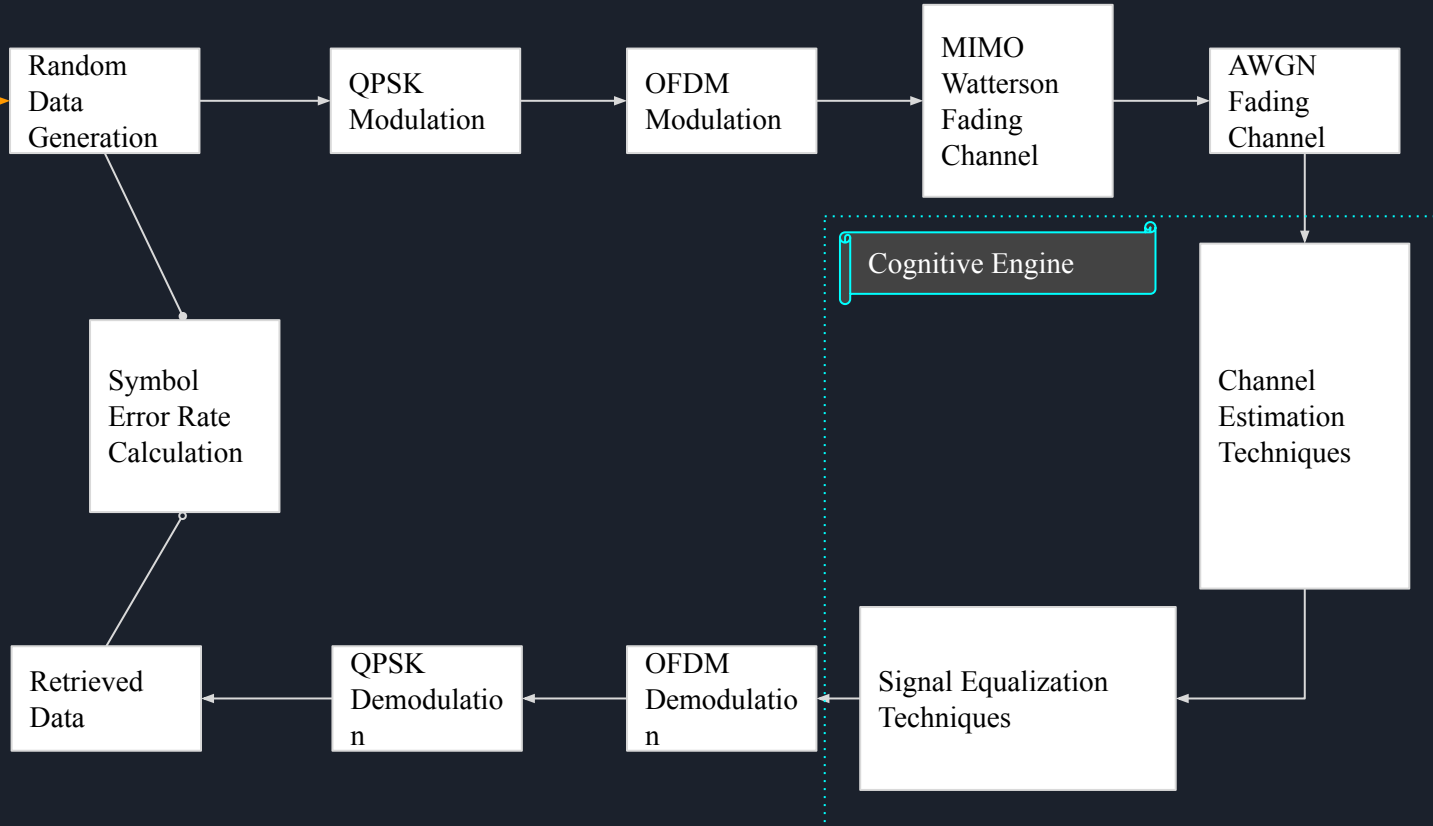 Random
Data
Generation
QPSK
Modulation
OFDM
Modulation
MIMO
Watterson
Fading
Channel
AWGN
Fading
Channel
Cognitive Engine
Channel
Estimation
Techniques
Symbol
Error Rate
Calculation
Signal Equalization
Techniques
OFDM
Demodulatio
n
QPSK
Demodulatio
n
Retrieved
Data